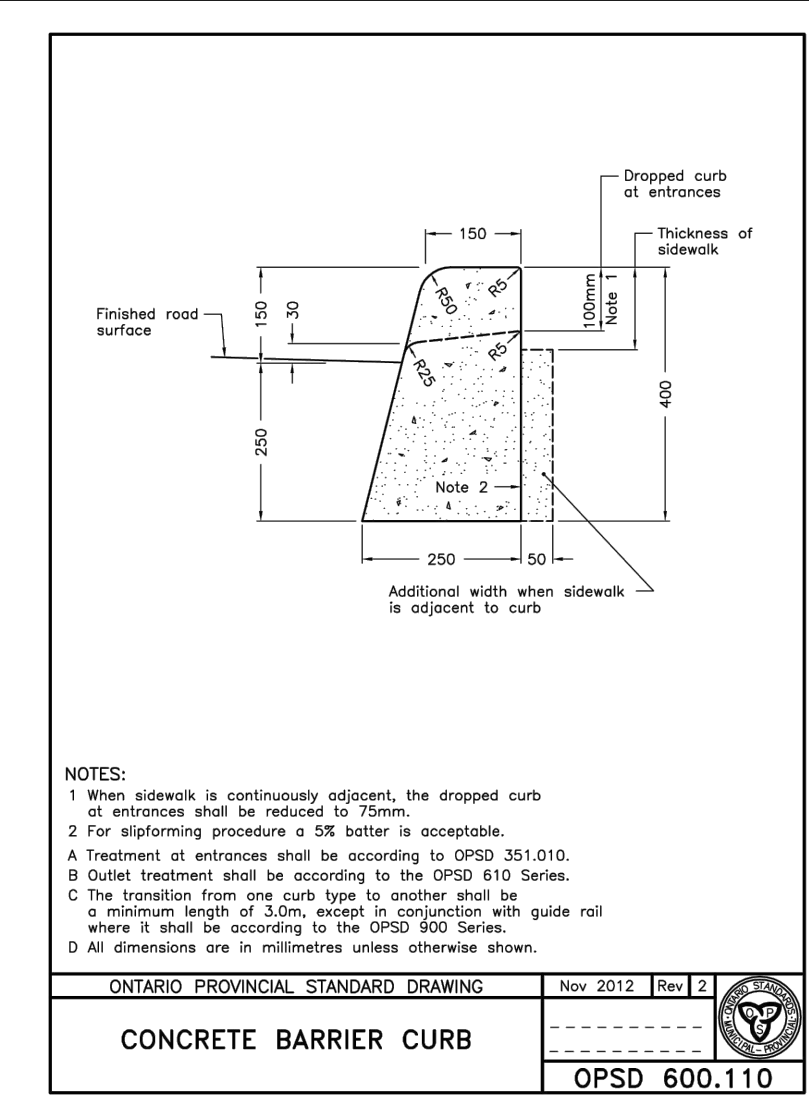 Dropped curb
at entrances
Thickness of
sidewalk
150
Finished road
surface
150
30
R50
R5
100mm
Note 1
R25
R5
400
250
Note 2
250
50
Additional width when sidewalk
is adjacent to curb
NOTES:
1 When sidewalk is continuously adjacent, the dropped curb
at entrances shall be reduced to 75mm.
2 For slipforming procedure a 5% batter is acceptable.
A Treatment at entrances shall be according to OPSD 351.010.
B Outlet treatment shall be according to the OPSD 610 Series.
C The transition from one curb type to another shall be
a minimum length of 3.0m, except in conjunction with guide rail
where it shall be according to the OPSD 900 Series.
D All dimensions are in millimetres unless otherwise shown.
ONTARIO PROVINCIAL STANDARD DRAWING
Nov 2012 Rev 2
ONTARIO STANDARDS
MUNICIPAL - PROVINCIAL
O P S
CONCRETE BARRIER CURB
OPSD 600.110